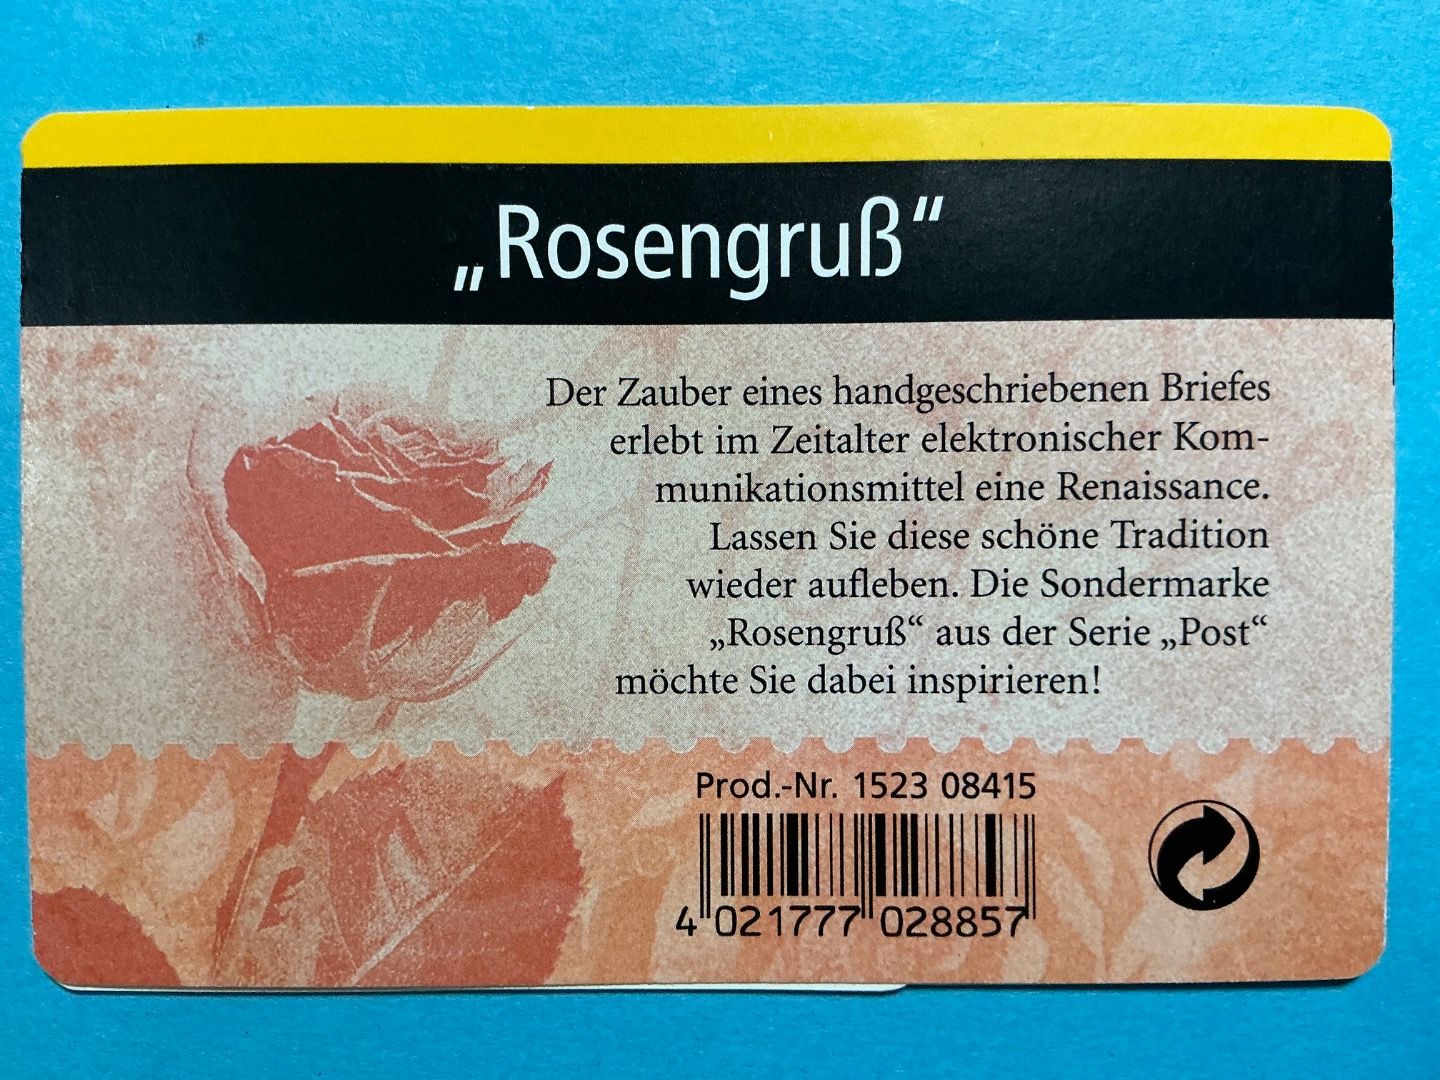 „Rosengruß“
Der Zauber eines handgeschriebenen Briefes
erlebt im Zeitalter elektronischer Kom-
munikationsmittel eine Renaissance.
Lassen Sie diese schöne Tradition
wieder aufleben. Die Sondermarke
„Rosengruß“ aus der Serie „Post“
möchte Sie dabei inspirieren!
Prod.-Nr. 1523 08415
4 021777 028857